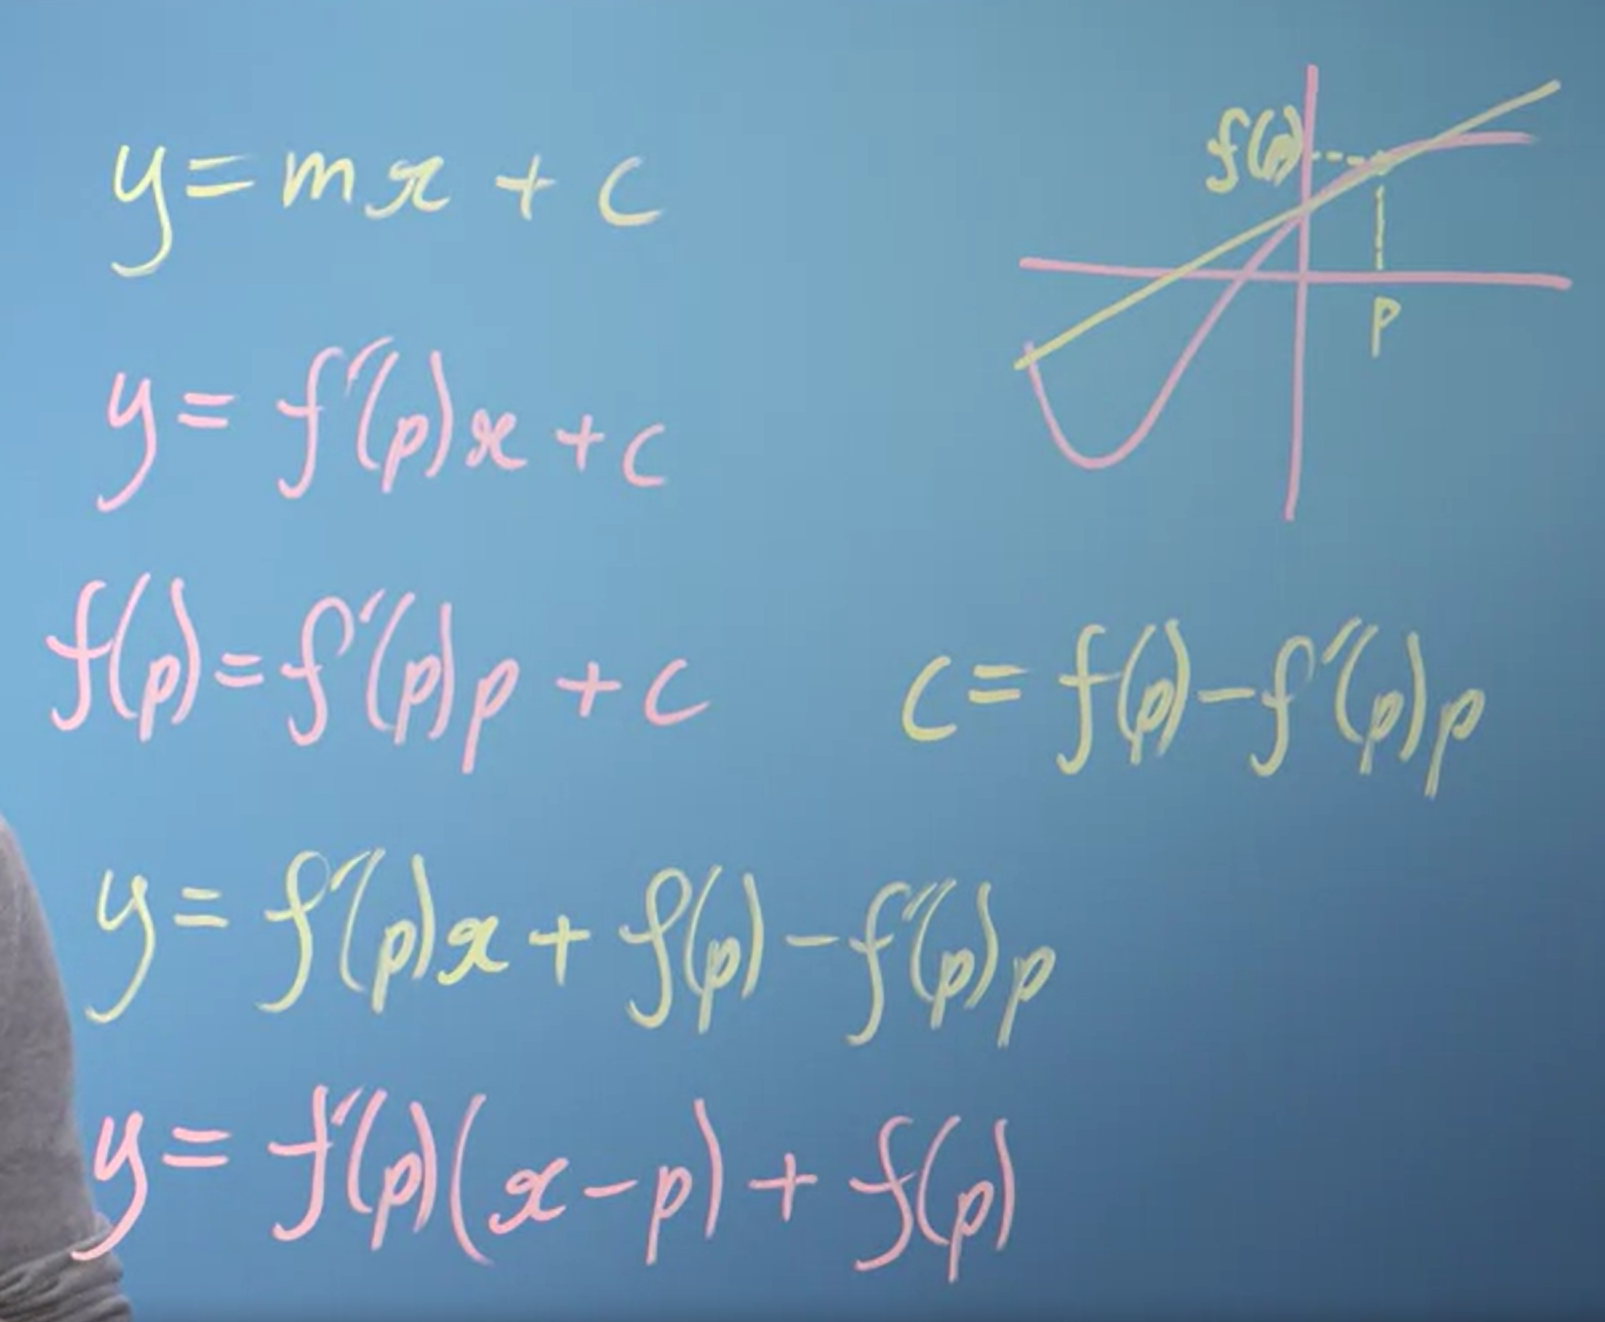 y = mx + c
f(p)
p
y = f'(p)x + c
f(p) = f'(p)p + c
c = f(p) - f'(p)p
y = f'(p)x + f(p) - f'(p)p
y = f'(p)(x - p) + f(p)